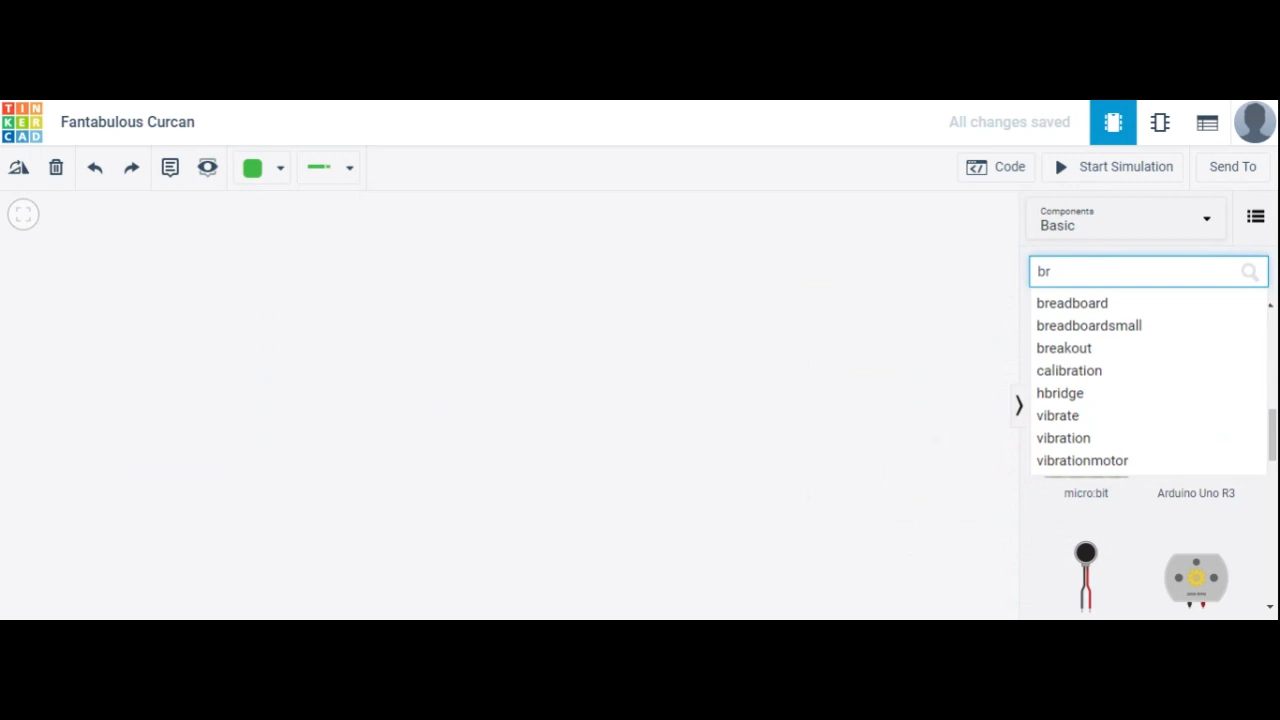 TIN
KER
CAD
Fantabulous Curcan
All changes saved
Code
Start Simulation
Send To
Components
Basic
br
breadboard
breadboardsmall
breakout
calibration
hbridge
vibrate
vibration
vibrationmotor
micro:bit
Arduino Uno R3